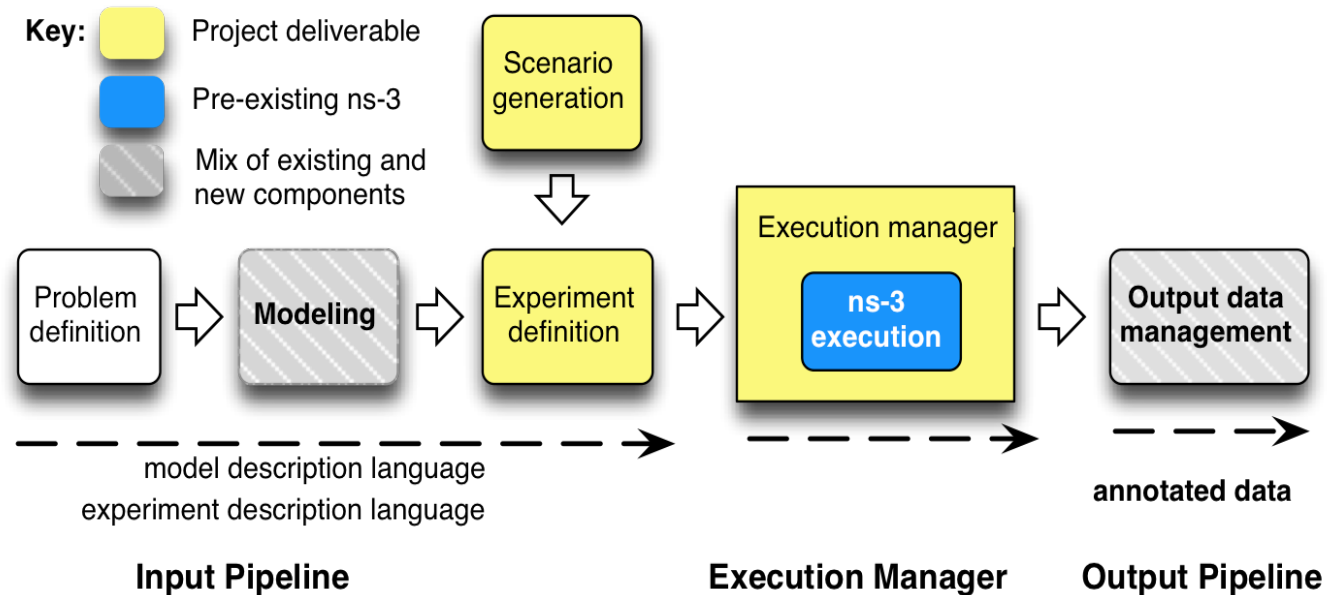 Key:
Project deliverable
Pre-existing ns-3
Mix of existing and
new components
Scenario
generation
Problem
definition
Modeling
Experiment
definition
Execution manager
ns-3
execution
Output data
management
model description language
experiment description language
annotated data
Input Pipeline
Execution Manager
Output Pipeline